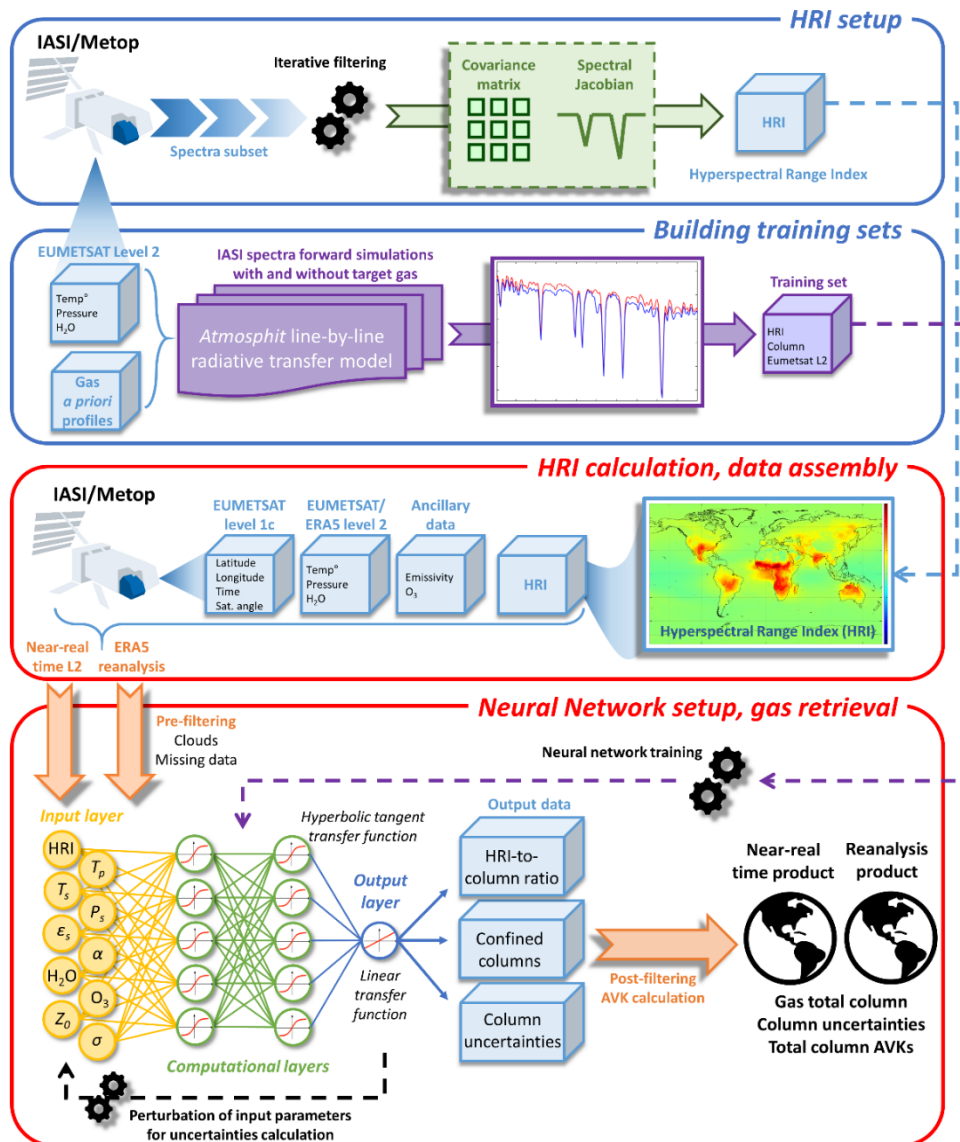 HRI setup
IASI/Metop
Iterative filtering
Spectra subset
Covariance
matrix
Spectral
Jacobian
HRI
Hyperspectral Range Index
Building training sets
EUMETSAT Level 2
Temp°
Pressure
H₂O
Gas
a priori
profiles
IASI spectra forward simulations
with and without target gas
Atmosphit line-by-line
radiative transfer model
Training set
HRI
Column
Eumetsat L2
HRI calculation, data assembly
IASI/Metop
EUMETSAT
level 1c
Latitude
Longitude
Time
Sat. angle
EUMETSAT/
ERA5 level 2
Temp°
Pressure
H₂O
Ancillary
data
Emissivity
O₃
HRI
Hyperspectral Range Index (HRI)
Near-real
time L2
ERA5
reanalysis
Neural Network setup, gas retrieval
Pre-filtering
Clouds
Missing data
Neural network training
Input layer
HRI
Tₚ
Tₛ
Pₛ
εₛ
α
H₂O
O₃
Z₀
σ
Hyperbolic tangent
transfer function
Output
layer
Linear
transfer
function
Computational layers
Perturbation of input parameters
for uncertainties calculation
Output data
HRI-to-
column ratio
Confined
columns
Column
uncertainties
Post-filtering
AVK calculation
Near-real
time product
Reanalysis
product
Gas total column
Column uncertainties
Total column AVKs